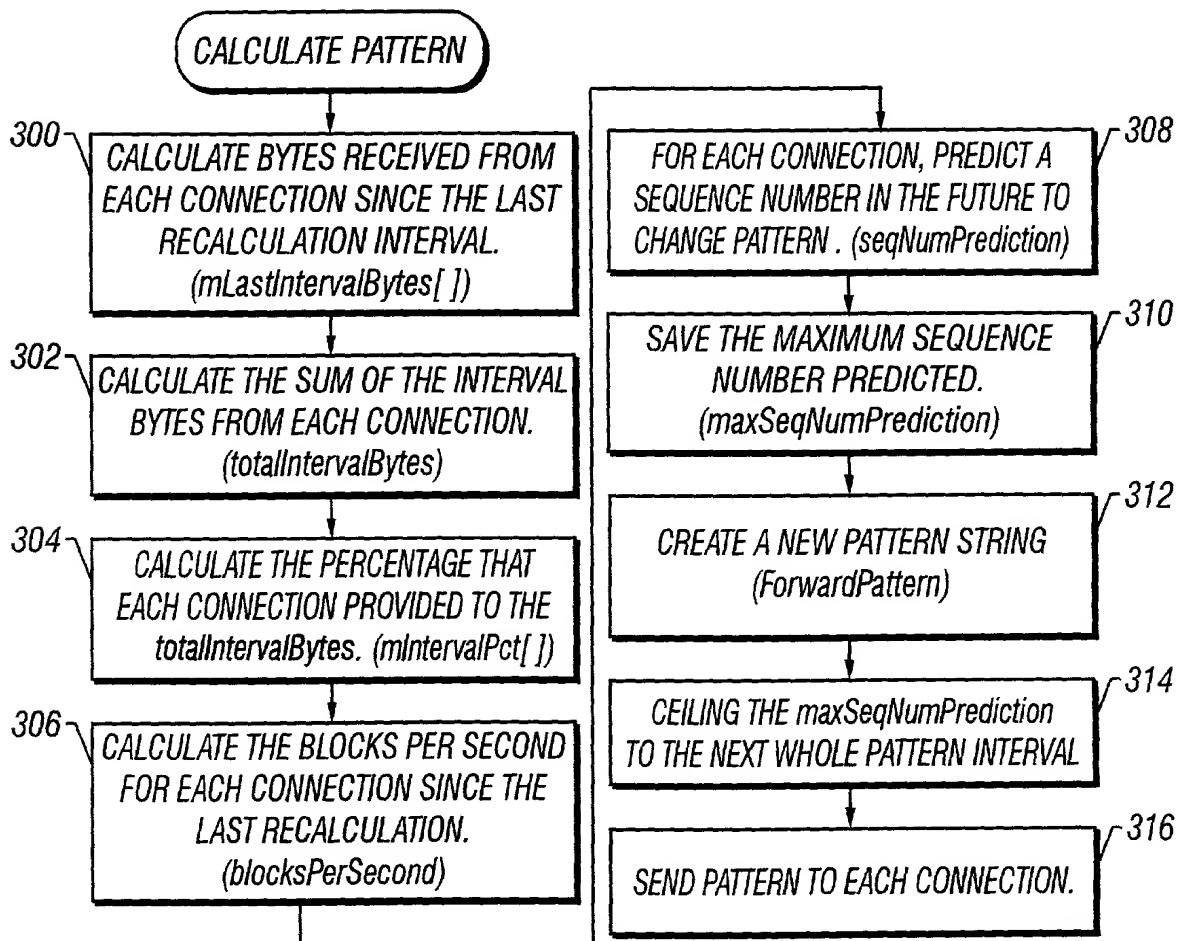 CALCULATE PATTERN
300
CALCULATE BYTES RECEIVED FROM
EACH CONNECTION SINCE THE LAST
RECALCULATION INTERVAL.
(mLastIntervalBytes[ ])
302
CALCULATE THE SUM OF THE INTERVAL
BYTES FROM EACH CONNECTION.
(totalIntervalBytes)
304
CALCULATE THE PERCENTAGE THAT
EACH CONNECTION PROVIDED TO THE
totalIntervalBytes. (mIntervalPct[ ])
306
CALCULATE THE BLOCKS PER SECOND
FOR EACH CONNECTION SINCE THE
LAST RECALCULATION.
(blocksPerSecond)
308
FOR EACH CONNECTION, PREDICT A
SEQUENCE NUMBER IN THE FUTURE TO
CHANGE PATTERN . (seqNumPrediction)
310
SAVE THE MAXIMUM SEQUENCE
NUMBER PREDICTED.
(maxSeqNumPrediction)
312
CREATE A NEW PATTERN STRING
(ForwardPattern)
314
CEILING THE maxSeqNumPrediction
TO THE NEXT WHOLE PATTERN INTERVAL
316
SEND PATTERN TO EACH CONNECTION.